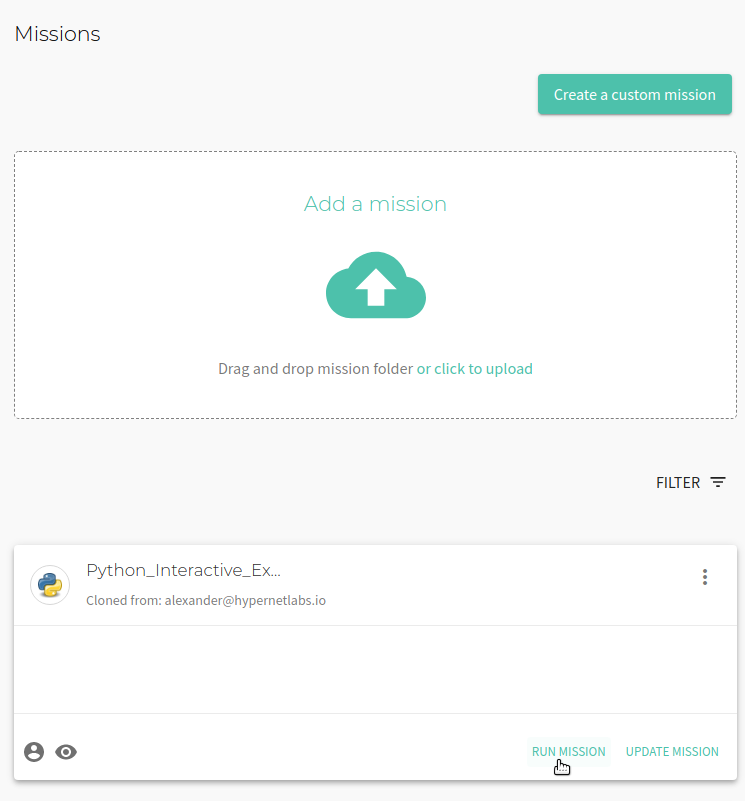 Missions
Create a custom mission
Add a mission
Drag and drop mission folder or click to upload
FILTER
Python_Interactive_Ex...
Cloned from: alexander@hypernetlabs.io
RUN MISSION UPDATE MISSION